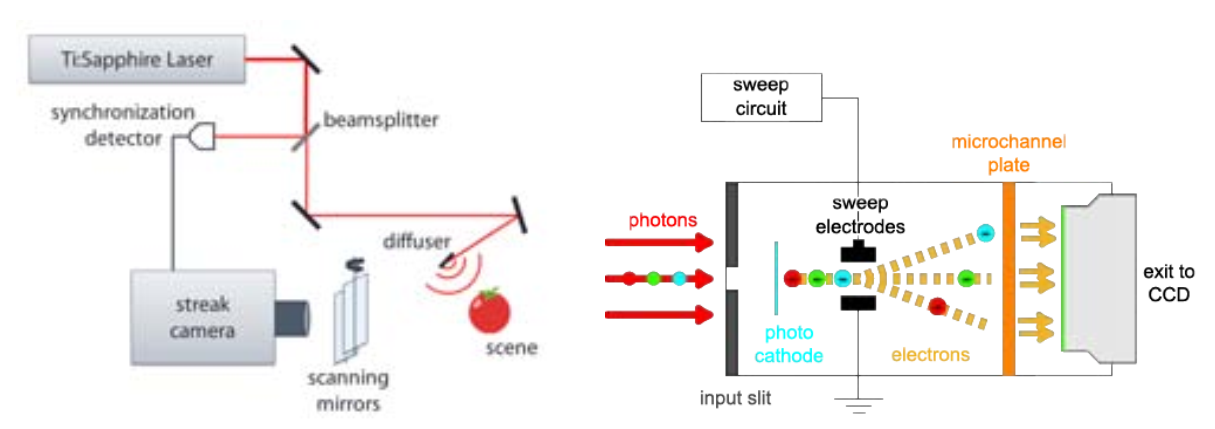 Ti:Sapphire Laser
synchronization
detector
beamsplitter
diffuser
streak
camera
scanning
mirrors
scene
sweep
circuit
microchannel
plate
photons
sweep
electrodes
photo
cathode
electrons
input slit
exit to
CCD